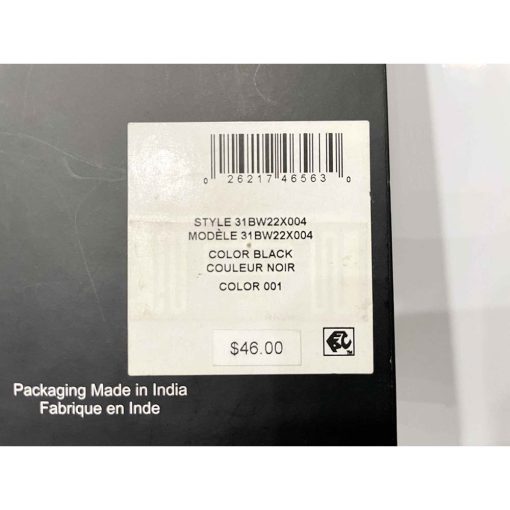 0 26217 46563 0
STYLE 31BW22X004
MODÈLE 31BW22X004
COLOR BLACK
COULEUR NOIR
COLOR 001
$46.00
TM
Packaging Made in India
Fabrique en Inde